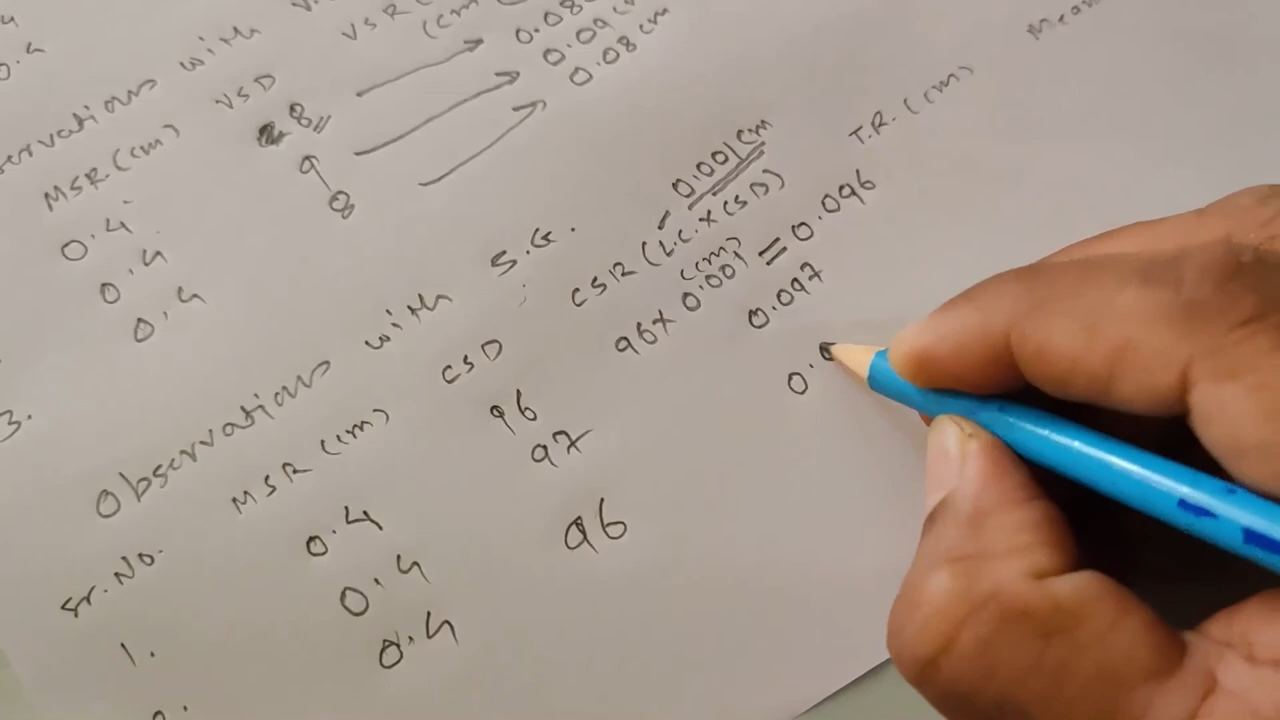 0.4
MSR.(cm) VSD VSR (cm)
0.4 8 0.08
0.4 9 0.09 cm
0.4 8 0.08 cm
3.
Observations with S.G.
Sr. No. MSR (cm) CSD CSR (L.C. X CSD) (cm) T.R. (cm)
- 0.001 cm
1. 0.4 96 96 X 0.001 = 0.096
0.4 97 0.097
0.4 96 0.0